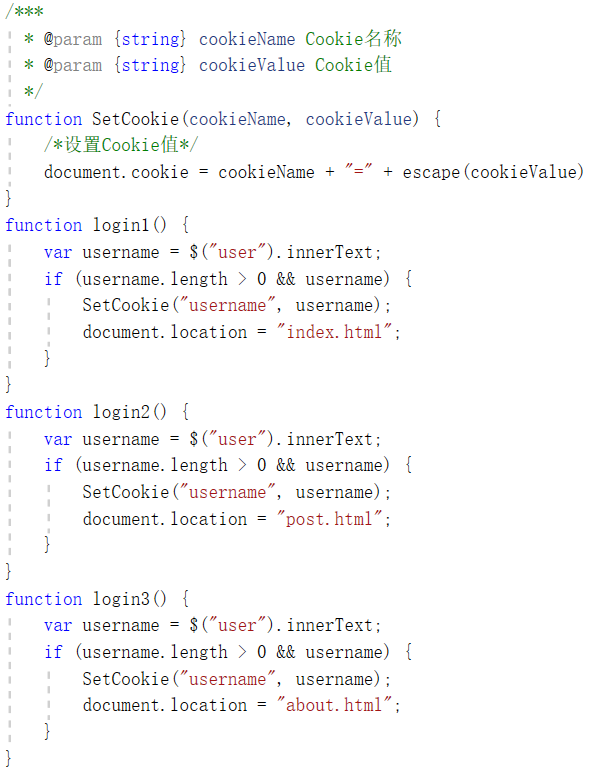 /***
 * @param {string} cookieName Cookie名称
 * @param {string} cookieValue Cookie值
 */
function SetCookie(cookieName, cookieValue) {
    /*设置Cookie值*/
    document.cookie = cookieName + "=" + escape(cookieValue)
}
function login1() {
    var username = $("user").innerText;
    if (username.length > 0 && username) {
        SetCookie("username", username);
        document.location = "index.html";
    }
}
function login2() {
    var username = $("user").innerText;
    if (username.length > 0 && username) {
        SetCookie("username", username);
        document.location = "post.html";
    }
}
function login3() {
    var username = $("user").innerText;
    if (username.length > 0 && username) {
        SetCookie("username", username);
        document.location = "about.html";
    }
}